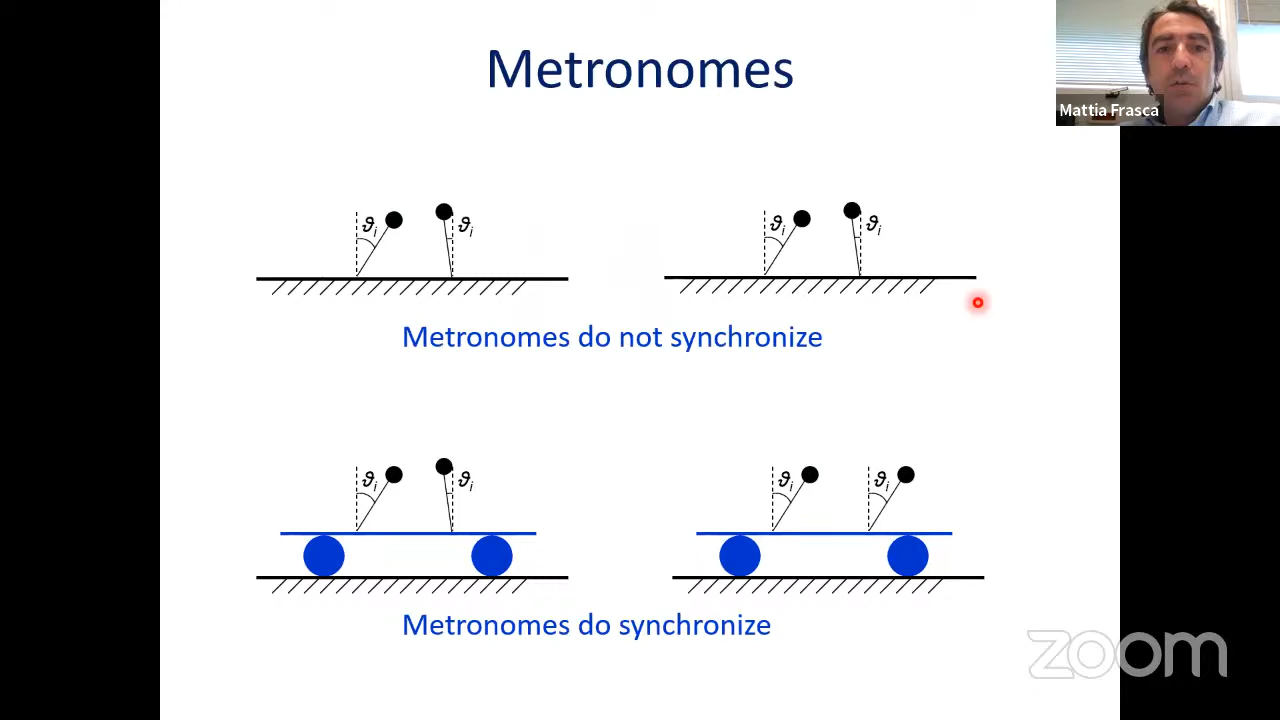 Metronomes
Mattia Frasca
ϑi ϑi ϑi ϑi
Metronomes do not synchronize
ϑi ϑi ϑi ϑi
Metronomes do synchronize
zoom